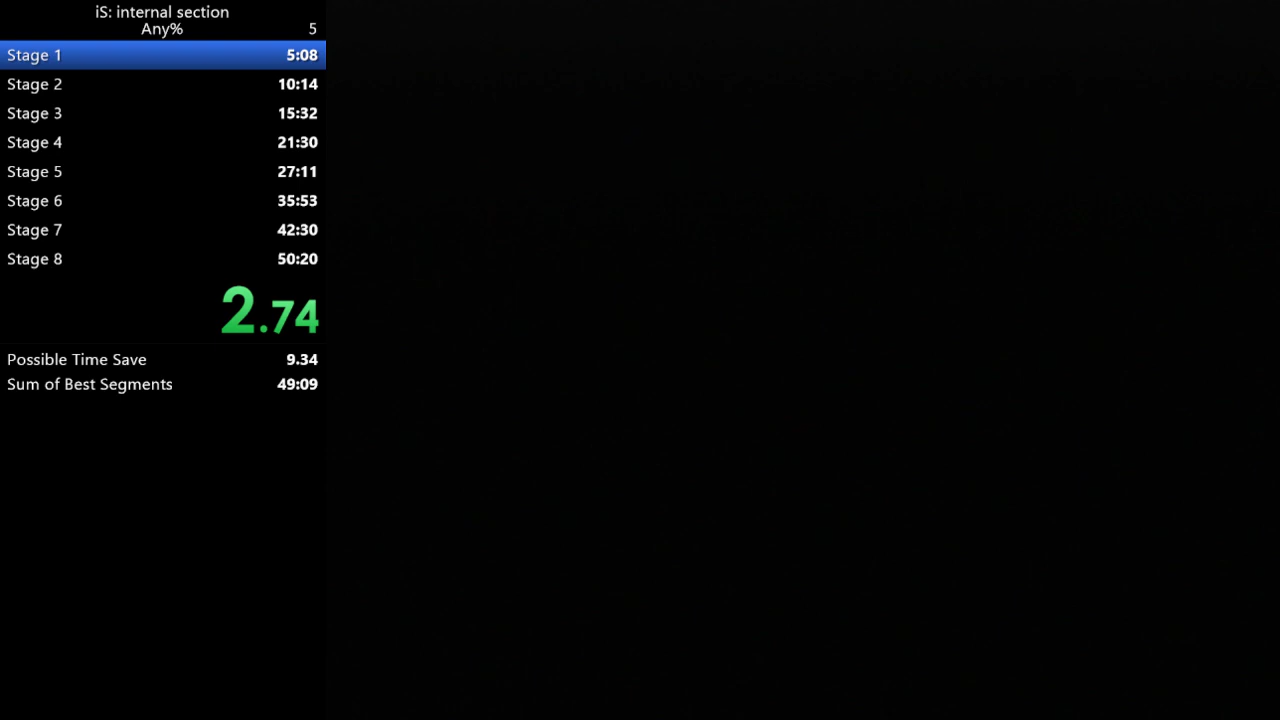 iS: internal section
Any% 5
Stage 1 5:08
Stage 2 10:14
Stage 3 15:32
Stage 4 21:30
Stage 5 27:11
Stage 6 35:53
Stage 7 42:30
Stage 8 50:20
2.74
Possible Time Save 9.34
Sum of Best Segments 49:09